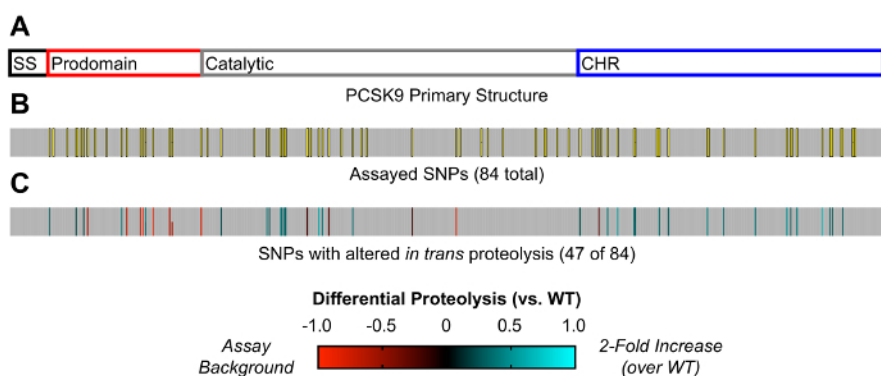 A
SS Prodomain Catalytic CHR
PCSK9 Primary Structure
B
Assayed SNPs (84 total)
C
SNPs with altered in trans proteolysis (47 of 84)
Differential Proteolysis (vs. WT)
-1.0 -0.5 0 0.5 1.0
Assay Background
2-Fold Increase (over WT)